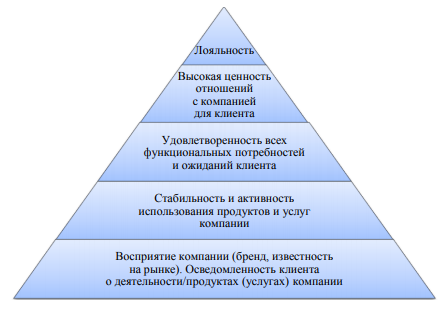 Лояльность
Высокая ценность
отношений
с компанией
для клиента
Удовлетворенность всех
функциональных потребностей
и ожиданий клиента
Стабильность и активность
использования продуктов и услуг
компании
Восприятие компании (бренд, известность
на рынке). Осведомленность клиента
о деятельности/продуктах (услугах) компании